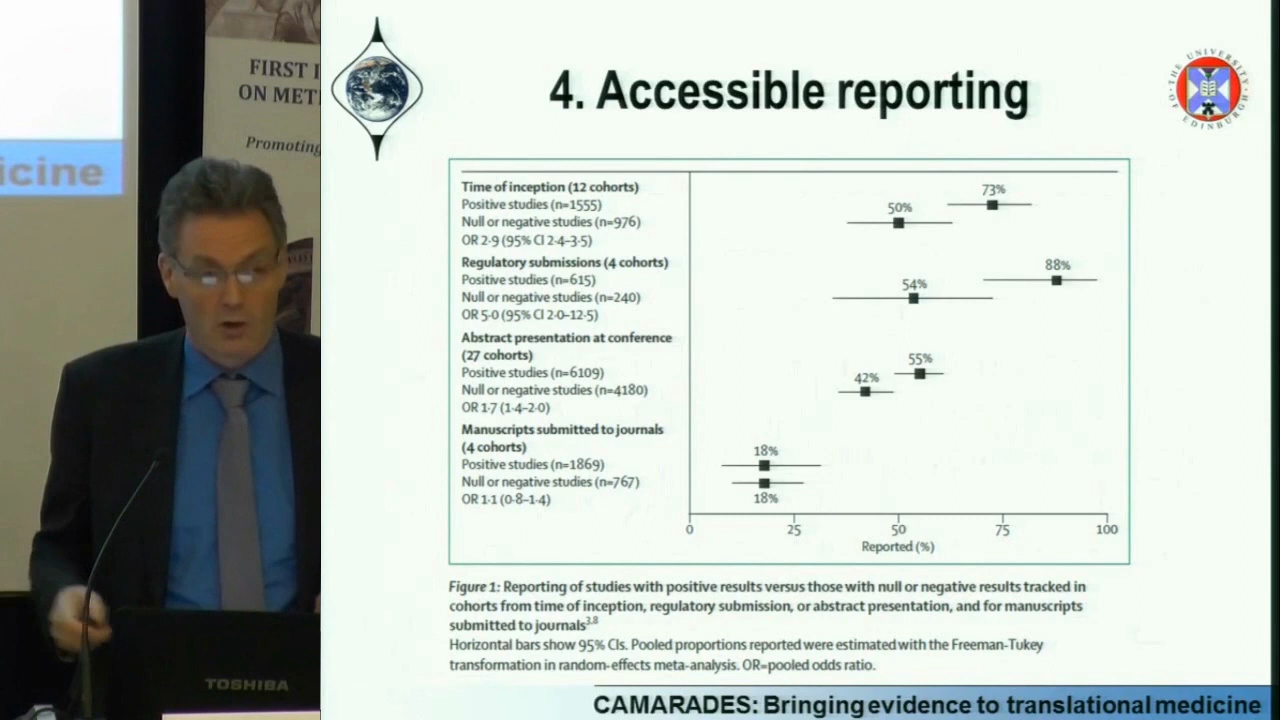 icine
FIRST I
ON MET
Promoting
TOSHIBA
4. Accessible reporting
THE UNIVERSITY OF EDINBURGH
Time of inception (12 cohorts)
Positive studies (n=1555)
73%
Null or negative studies (n=976)
50%
OR 2·9 (95% CI 2·4–3·5)
Regulatory submissions (4 cohorts)
Positive studies (n=615)
88%
Null or negative studies (n=240)
54%
OR 5·0 (95% CI 2·0–12·5)
Abstract presentation at conference
(27 cohorts)
Positive studies (n=6109)
55%
Null or negative studies (n=4180)
42%
OR 1·7 (1·4–2·0)
Manuscripts submitted to journals
(4 cohorts)
Positive studies (n=1869)
18%
Null or negative studies (n=767)
18%
OR 1·1 (0·8–1·4)
0 25 50 75 100
Reported (%)
Figure 1: Reporting of studies with positive results versus those with null or negative results tracked in
cohorts from time of inception, regulatory submission, or abstract presentation, and for manuscripts
submitted to journals3,8
Horizontal bars show 95% CIs. Pooled proportions reported were estimated with the Freeman-Tukey
transformation in random-effects meta-analysis. OR=pooled odds ratio.
CAMARADES: Bringing evidence to translational medicine